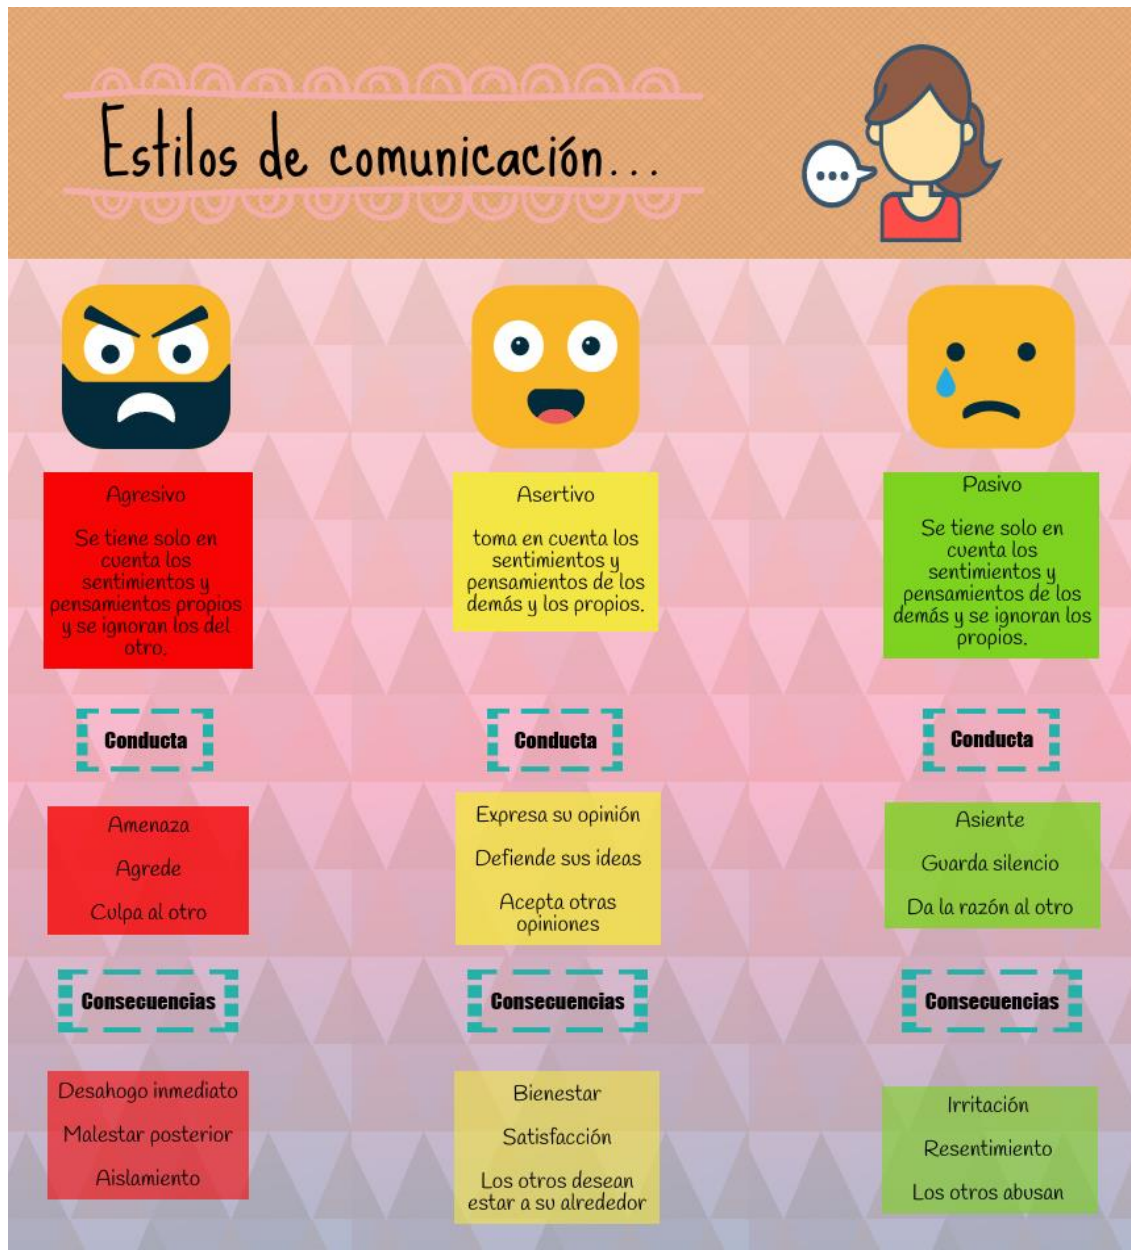 Estilos de comunicación...
Agresivo
Se tiene solo en
cuenta los
sentimientos y
pensamientos propios
y se ignoran los del
otro.
Asertivo
toma en cuenta los
sentimientos y
pensamientos de los
demás y los propios.
Pasivo
Se tiene solo en
cuenta los
sentimientos y
pensamientos de los
demás y se ignoran los
propios.
Conducta
Conducta
Conducta
Amenaza
Agrede
Culpa al otro
Expresa su opinión
Defiende sus ideas
Acepta otras
opiniones
Asiente
Guarda silencio
Da la razón al otro
Consecuencias
Consecuencias
Consecuencias
Desahogo inmediato
Malestar posterior
Aislamiento
Bienestar
Satisfacción
Los otros desean
estar a su alrededor
Irritación
Resentimiento
Los otros abusan